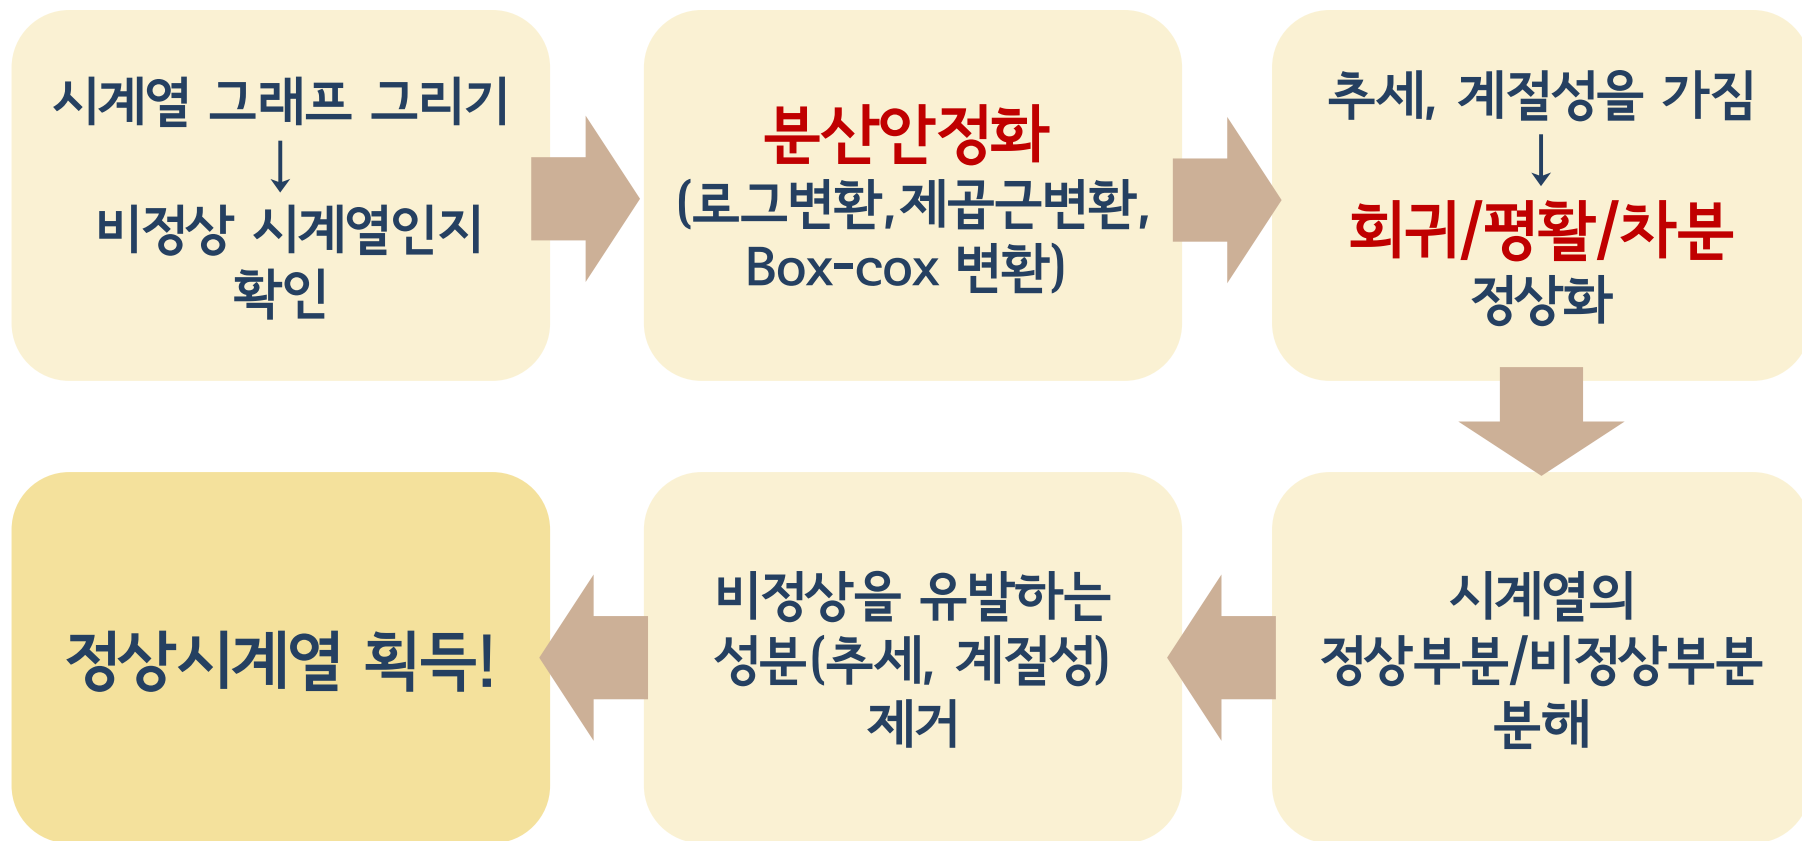 시계열 그래프 그리기
↓
비정상 시계열인지
확인
분산안정화
(로그변환,제곱근변환,
Box-cox 변환)
추세, 계절성을 가짐
↓
회귀/평활/차분
정상화
시계열의
정상부분/비정상부분
분해
비정상을 유발하는
성분(추세, 계절성)
제거
정상시계열 획득!